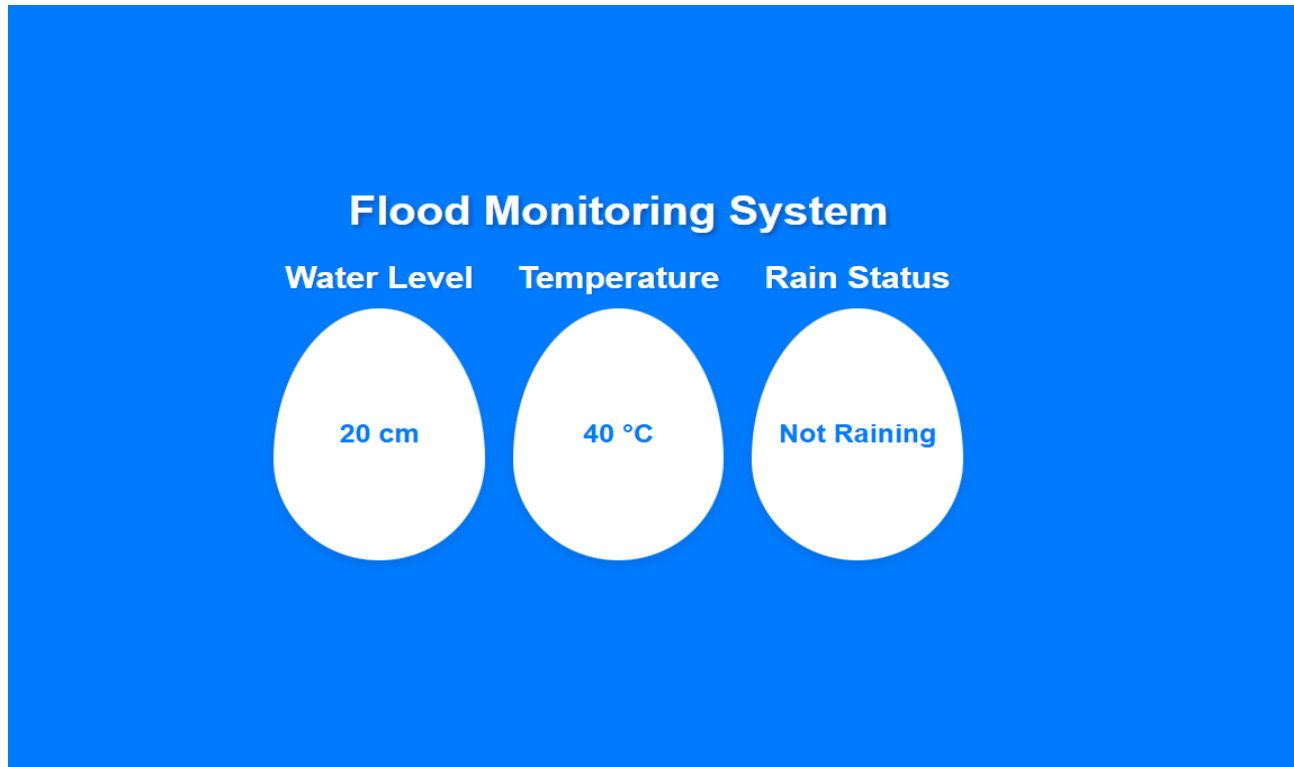 Flood Monitoring System
Water Level Temperature Rain Status
20 cm 40 °C Not Raining